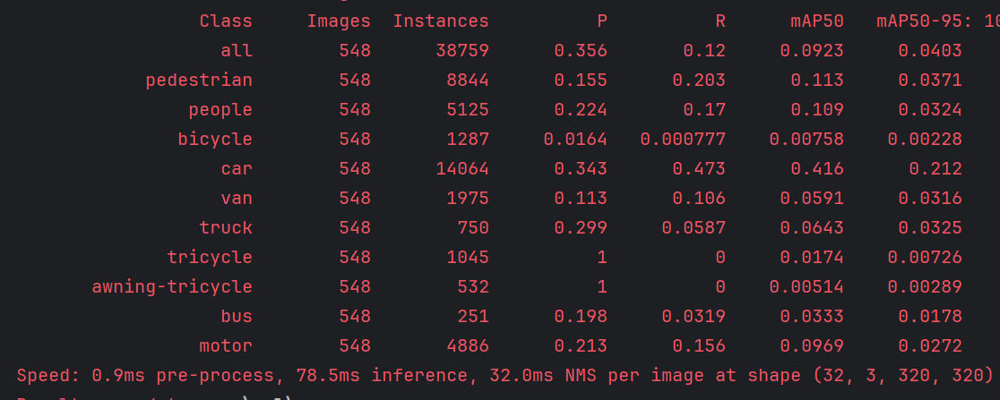 Class Images Instances P R mAP50 mAP50-95: 10
all 548 38759 0.356 0.12 0.0923 0.0403
pedestrian 548 8844 0.155 0.203 0.113 0.0371
people 548 5125 0.224 0.17 0.109 0.0324
bicycle 548 1287 0.0164 0.000777 0.00758 0.00228
car 548 14064 0.343 0.473 0.416 0.212
van 548 1975 0.113 0.106 0.0591 0.0316
truck 548 750 0.299 0.0587 0.0643 0.0325
tricycle 548 1045 1 0 0.0174 0.00726
awning-tricycle 548 532 1 0 0.00514 0.00289
bus 548 251 0.198 0.0319 0.0333 0.0178
motor 548 4886 0.213 0.156 0.0969 0.0272
Speed: 0.9ms pre-process, 78.5ms inference, 32.0ms NMS per image at shape (32, 3, 320, 320)